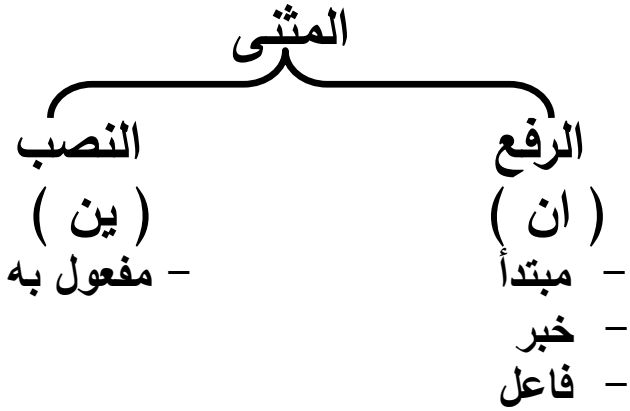 المثنى
الرفع
( ان )
- مبتدأ
- خبر
- فاعل
النصب
( ين )
- مفعول به